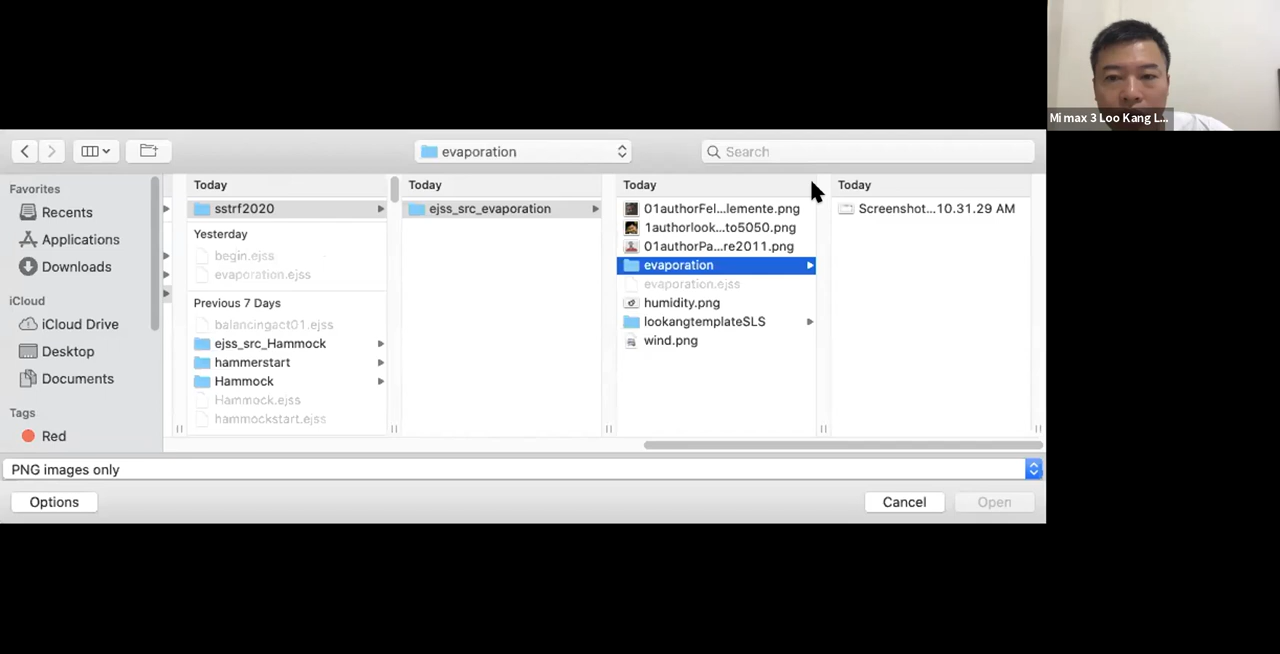 Mi max 3 Loo Kang L...
evaporation
Search
Favorites
Recents
Applications
Downloads
iCloud
iCloud Drive
Desktop
Documents
Tags
Red
Today
sstrf2020
Yesterday
begin.ejss
evaporation.ejss
Previous 7 Days
balancingact01.ejss
ejss_src_Hammock
hammerstart
Hammock
Hammock.ejss
hammockstart.ejss
Today
ejss_src_evaporation
Today
01authorFel...lemente.png
1authorlook...to5050.png
01authorPa...re2011.png
evaporation
evaporation.ejss
humidity.png
lookangtemplateSLS
wind.png
Today
Screenshot...10.31.29 AM
PNG images only
Options
Cancel
Open